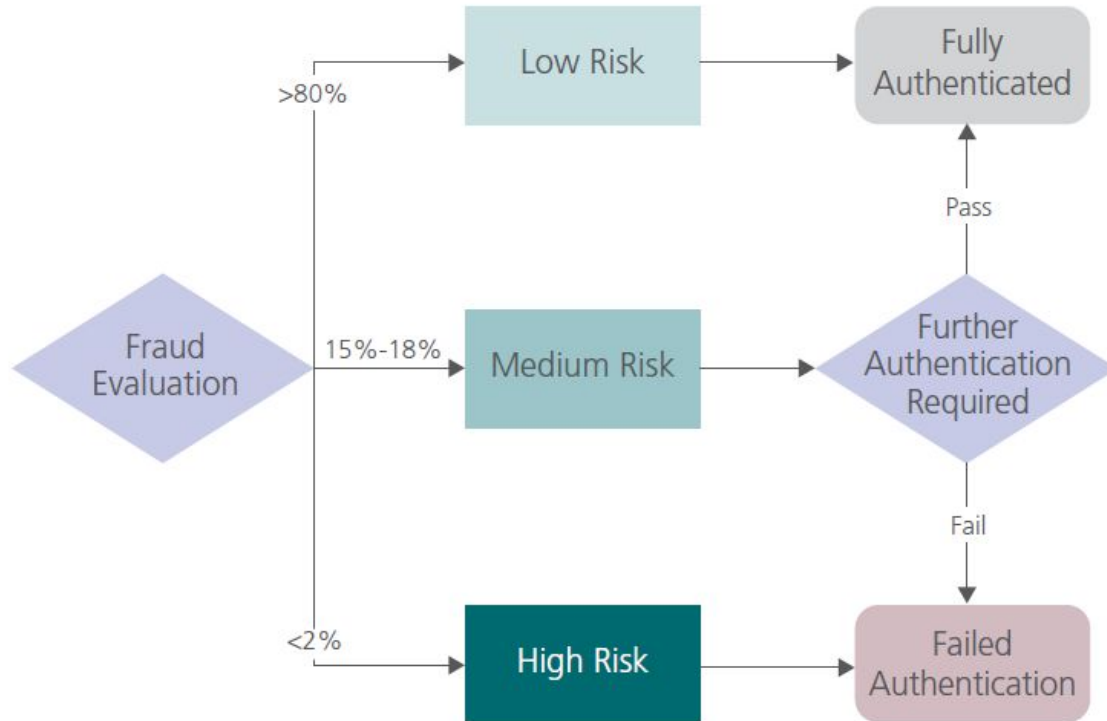 Low Risk
Fully
Authenticated
>80%
Pass
Fraud
Evaluation
15%-18%
Medium Risk
Further
Authentication
Required
Fail
<2%
High Risk
Failed
Authentication